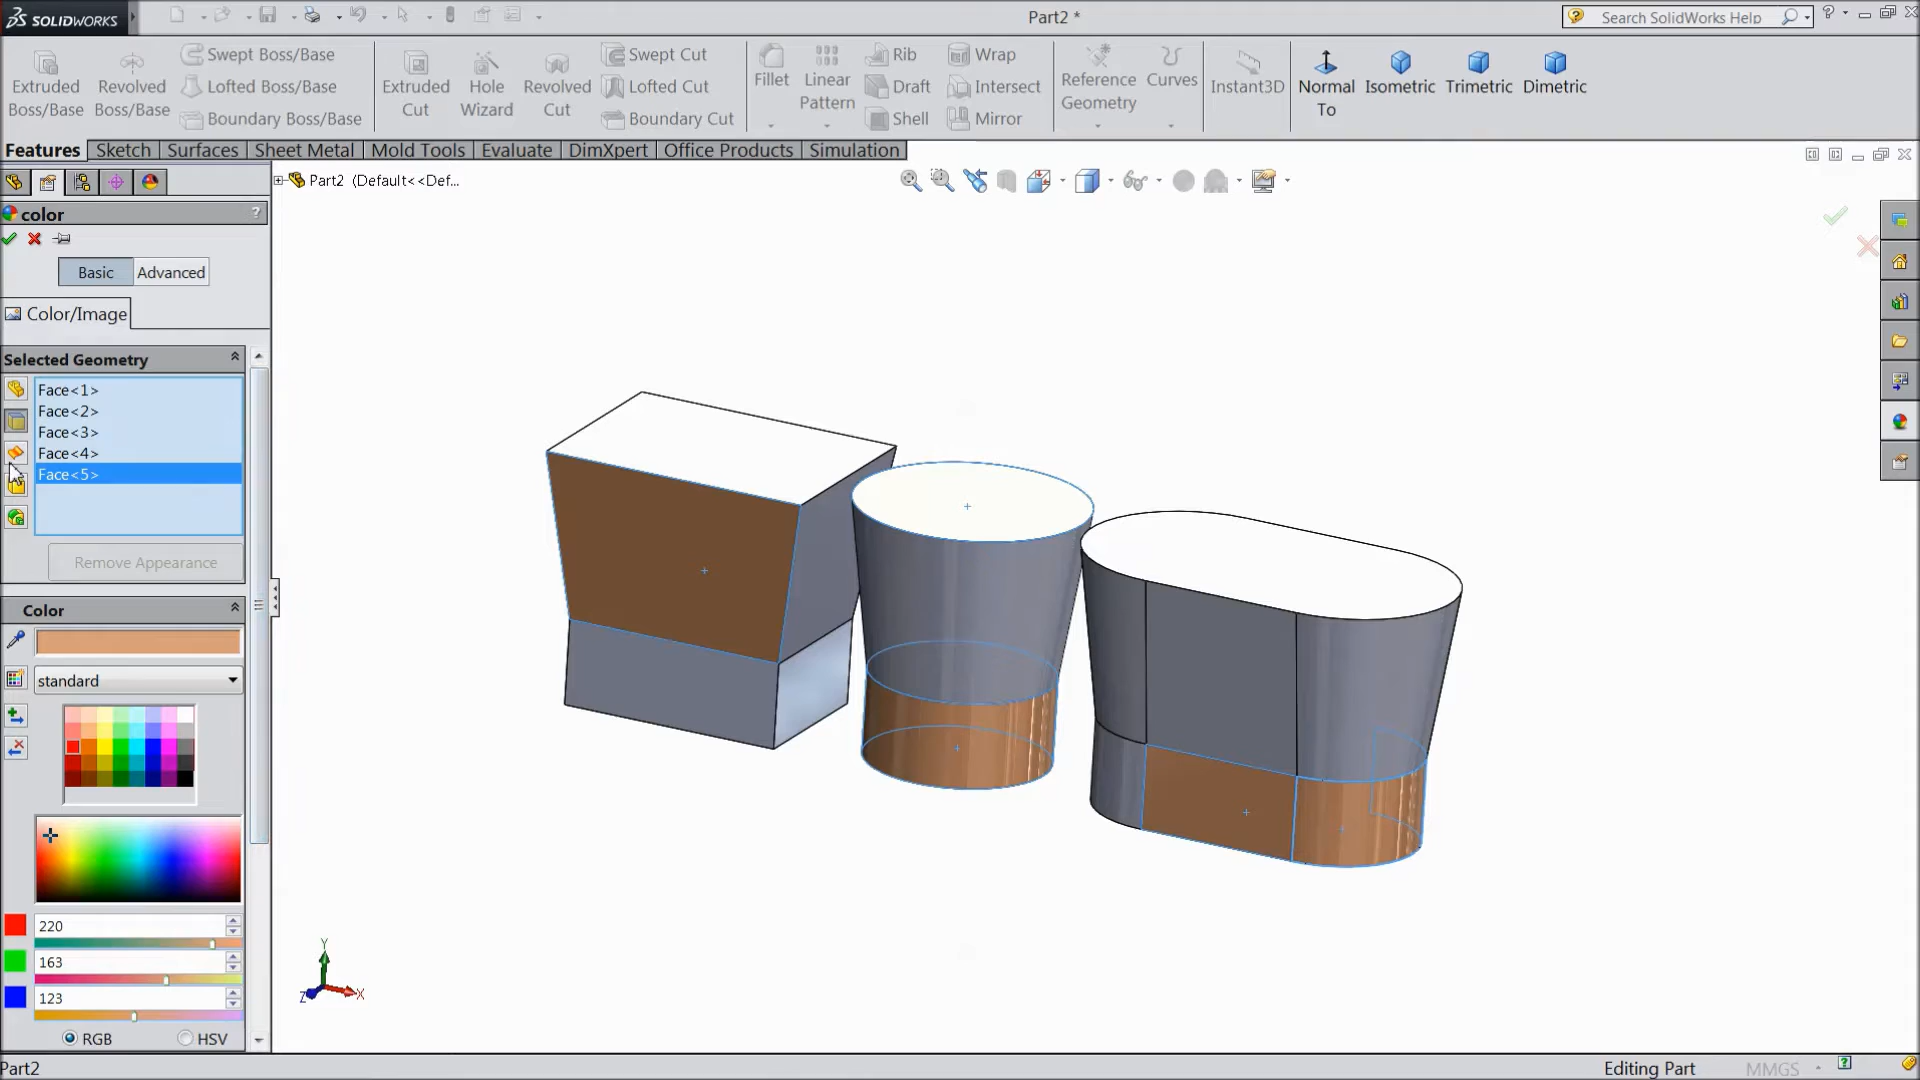 SOLIDWORKS
Part2 *
Search SolidWorks Help
Extruded Boss/Base
Revolved Boss/Base
Swept Boss/Base
Lofted Boss/Base
Boundary Boss/Base
Extruded Cut
Hole Wizard
Revolved Cut
Swept Cut
Lofted Cut
Boundary Cut
Fillet
Linear Pattern
Rib
Draft
Shell
Wrap
Intersect
Mirror
Reference Geometry
Curves
Instant3D
Normal To
Isometric
Trimetric
Dimetric
Features
Sketch
Surfaces
Sheet Metal
Mold Tools
Evaluate
DimXpert
Office Products
Simulation
Part2 (Default<<Def...
color
?
Basic
Advanced
Color/Image
Selected Geometry
Face<1>
Face<2>
Face<3>
Face<4>
Face<5>
Remove Appearance
Color
standard
220
163
123
RGB
HSV
Y
Z
X
Part2
Editing Part
MMGS